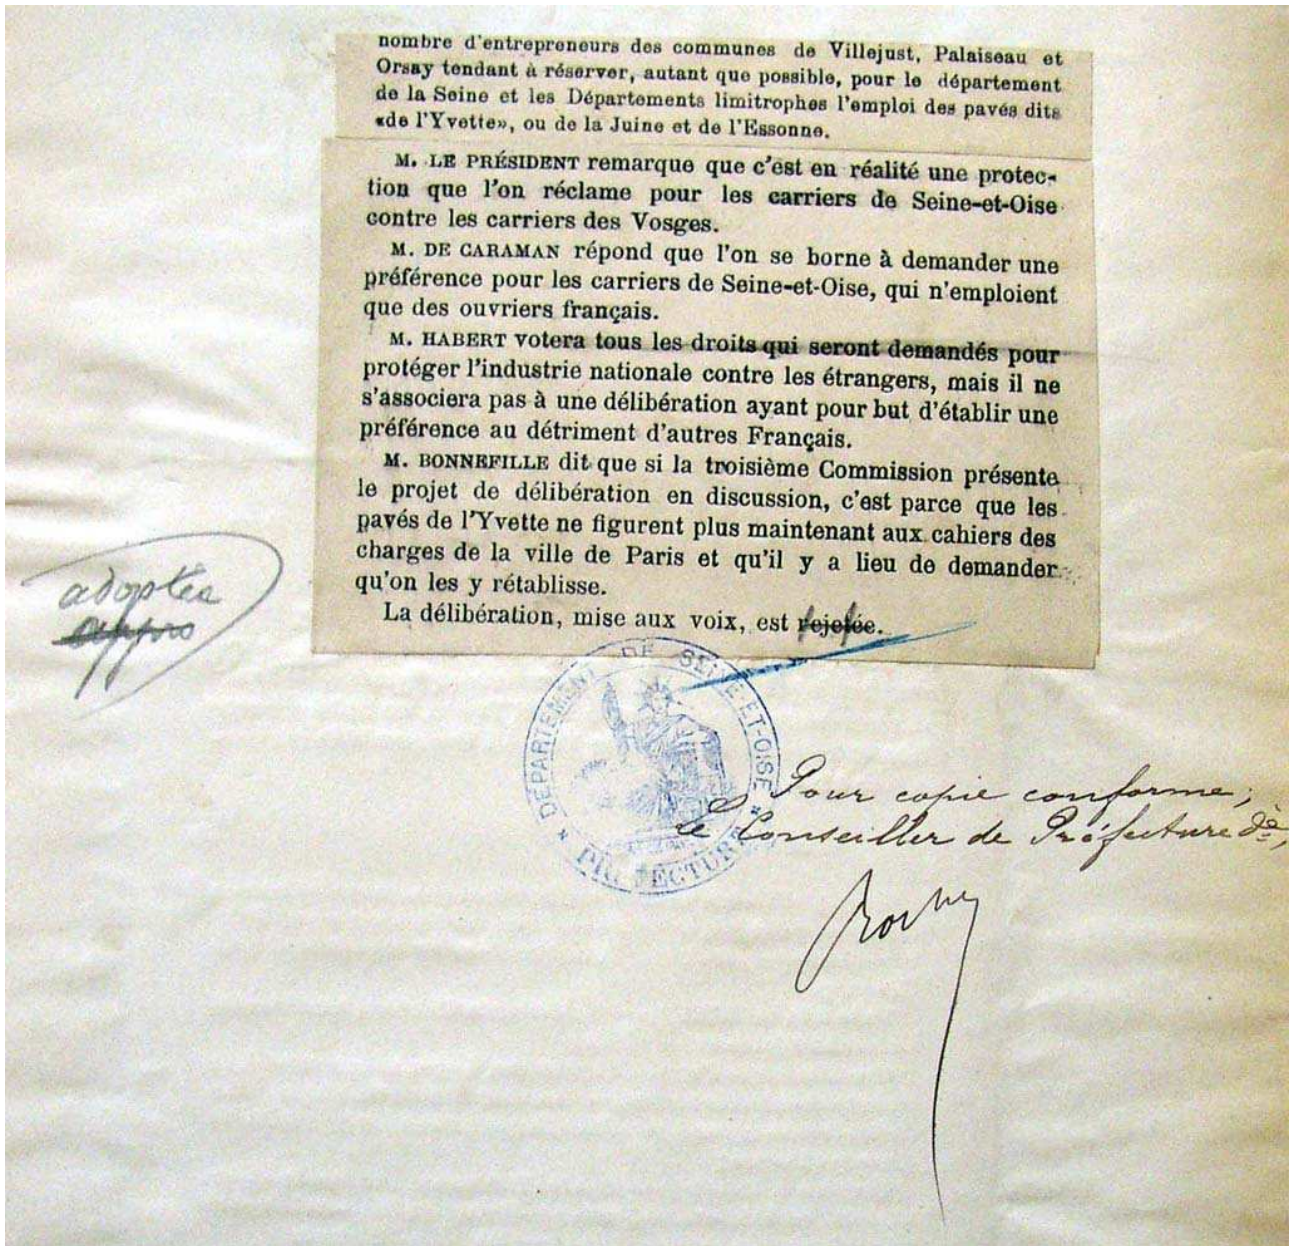 nombre d'entrepreneurs des communes de Villejust, Palaiseau et
Orsay tendant à réserver, autant que possible, pour le département
de la Seine et les Départements limitrophes l'emploi des pavés dits
«de l'Yvette», ou de la Juine et de l'Essonne.
M. LE PRÉSIDENT remarque que c'est en réalité une protec-
tion que l'on réclame pour les carriers de Seine-et-Oise
contre les carriers des Vosges.
M. DE CARAMAN répond que l'on se borne à demander une
préférence pour les carriers de Seine-et-Oise, qui n'emploient
que des ouvriers français.
M. HABERT votera tous les droits qui seront demandés pour
protéger l'industrie nationale contre les étrangers, mais il ne
s'associera pas à une délibération ayant pour but d'établir une
préférence au détriment d'autres Français.
M. BONNEFILLE dit que si la troisième Commission présente
le projet de délibération en discussion, c'est parce que les
pavés de l'Yvette ne figurent plus maintenant aux cahiers des
charges de la ville de Paris et qu'il y a lieu de demander
qu'on les y rétablisse.
La délibération, mise aux voix, est rejetée.
adoptée
DÉPARTEMENT DE SEINE-ET-OISE
PRÉFECTURE
Pour copie conforme,
le Conseiller de Préfecture dé,